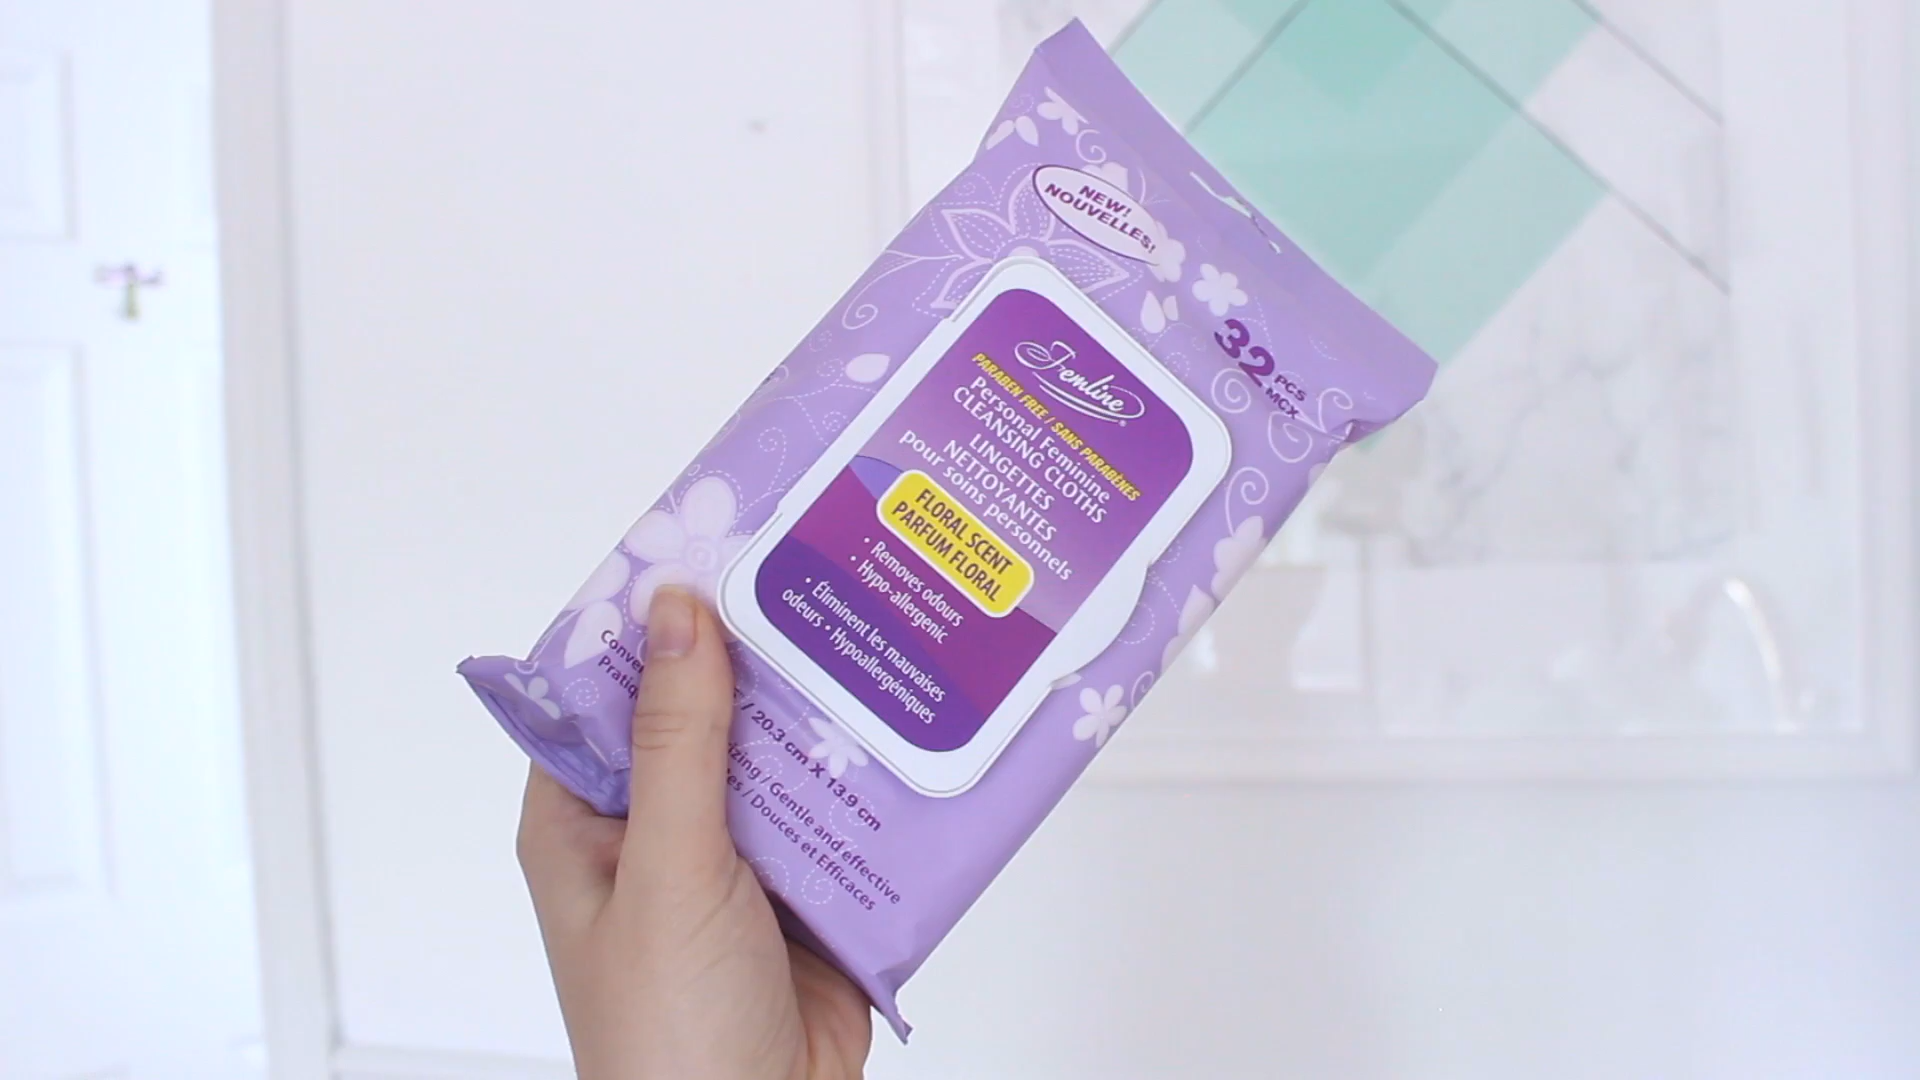 NEW!
NOUVELLES!
32 PCS
MCX
Femline
PARABEN FREE / SANS PARABÈNES
Personal Feminine
CLEANSING CLOTHS
LINGETTES
NETTOYANTES
pour soins personnels
FLORAL SCENT
PARFUM FLORAL
• Removes odours
• Hypo-allergenic
• Éliminent les mauvaises
odeurs • Hypoallergéniques
/ 20.3 cm X 13.9 cm
/ Gentle and effective
/ Douces et Efficaces